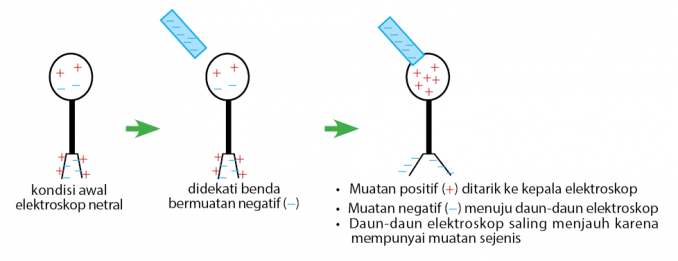 kondisi awal
elektroskop netral
didekati benda
bermuatan negatif (−)
• Muatan positif (+) ditarik ke kepala elektroskop
• Muatan negatif (−) menuju daun-daun elektroskop
• Daun-daun elektroskop saling menjauh karena
mempunyai muatan sejenis